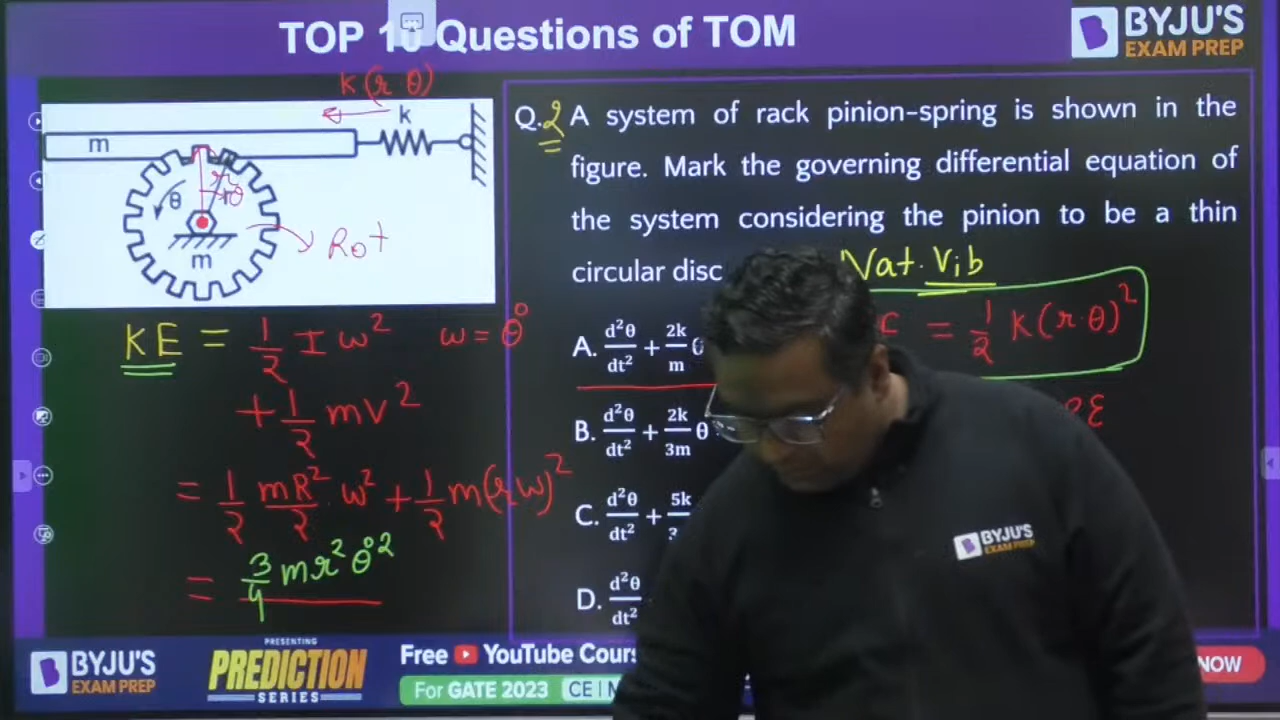 TOP 10 Questions of TOM
BYJU'S
EXAM PREP
k(r θ)
k
m
θ
r
θ
m
Rot
Q.2 A system of rack pinion-spring is shown in the
figure. Mark the governing differential equation of
the system considering the pinion to be a thin
circular disc
Nat. Vib
= 1/2 k(r·θ)²
A. d²θ/dt² + 2k/m θ
B. d²θ/dt² + 2k/3m θ
C. d²θ/dt² + 5k
D. d²θ/dt²
KE = 1/2 I ω² ω = θ̇
+ 1/2 mv²
= 1/2 mR²/2 · ω² + 1/2 m(rω)²
= 3/4 mr² θ̇²
BYJU'S
EXAM PREP
BYJU'S
EXAM PREP
PRESENTING
PREDICTION
SERIES
Free YouTube
For GATE 2023 CE
NOW